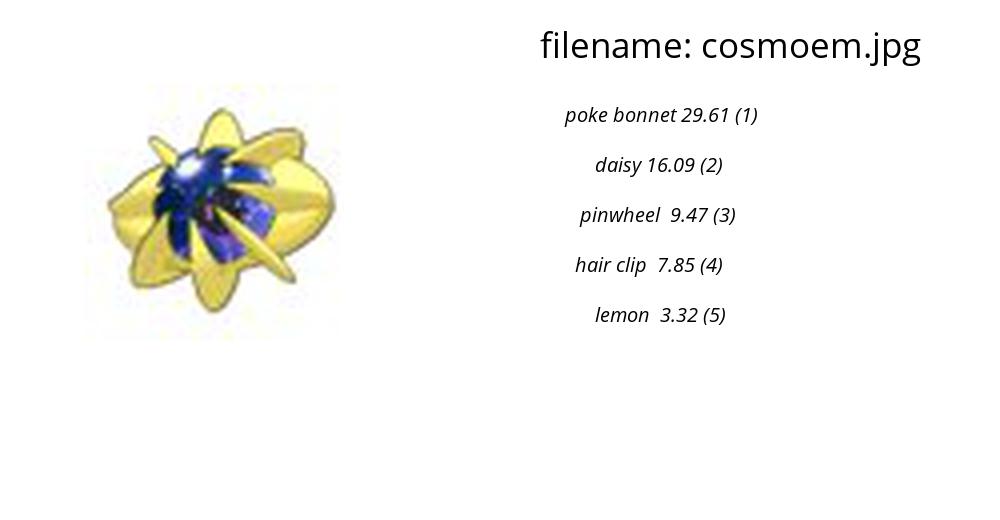 filename: cosmoem.jpg
poke bonnet 29.61 (1)
daisy 16.09 (2)
pinwheel 9.47 (3)
hair clip 7.85 (4)
lemon 3.32 (5)